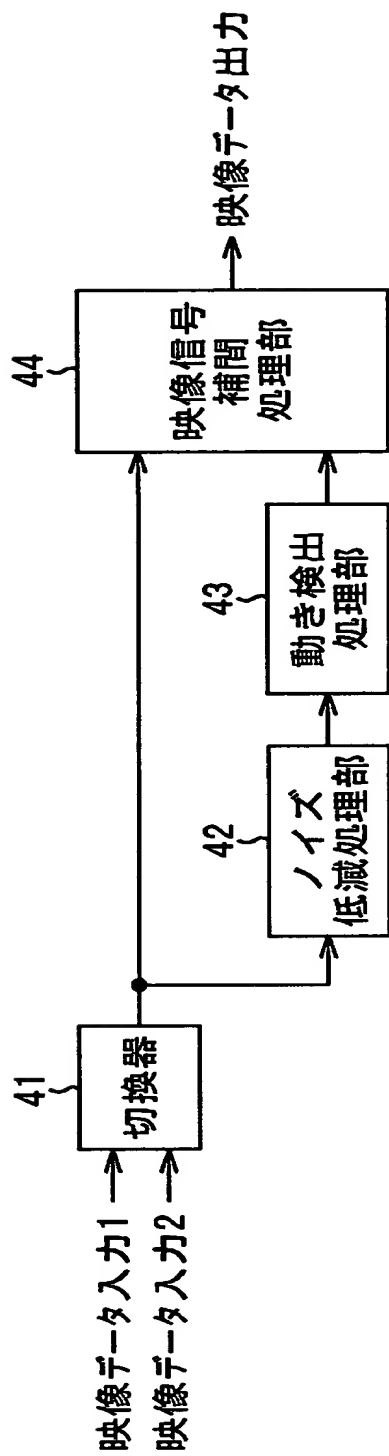 映像データ入力1
映像データ入力2
41
切換器
42
ノイズ
低減処理部
43
動き検出
処理部
44
映像信号
補間
処理部
映像データ出力